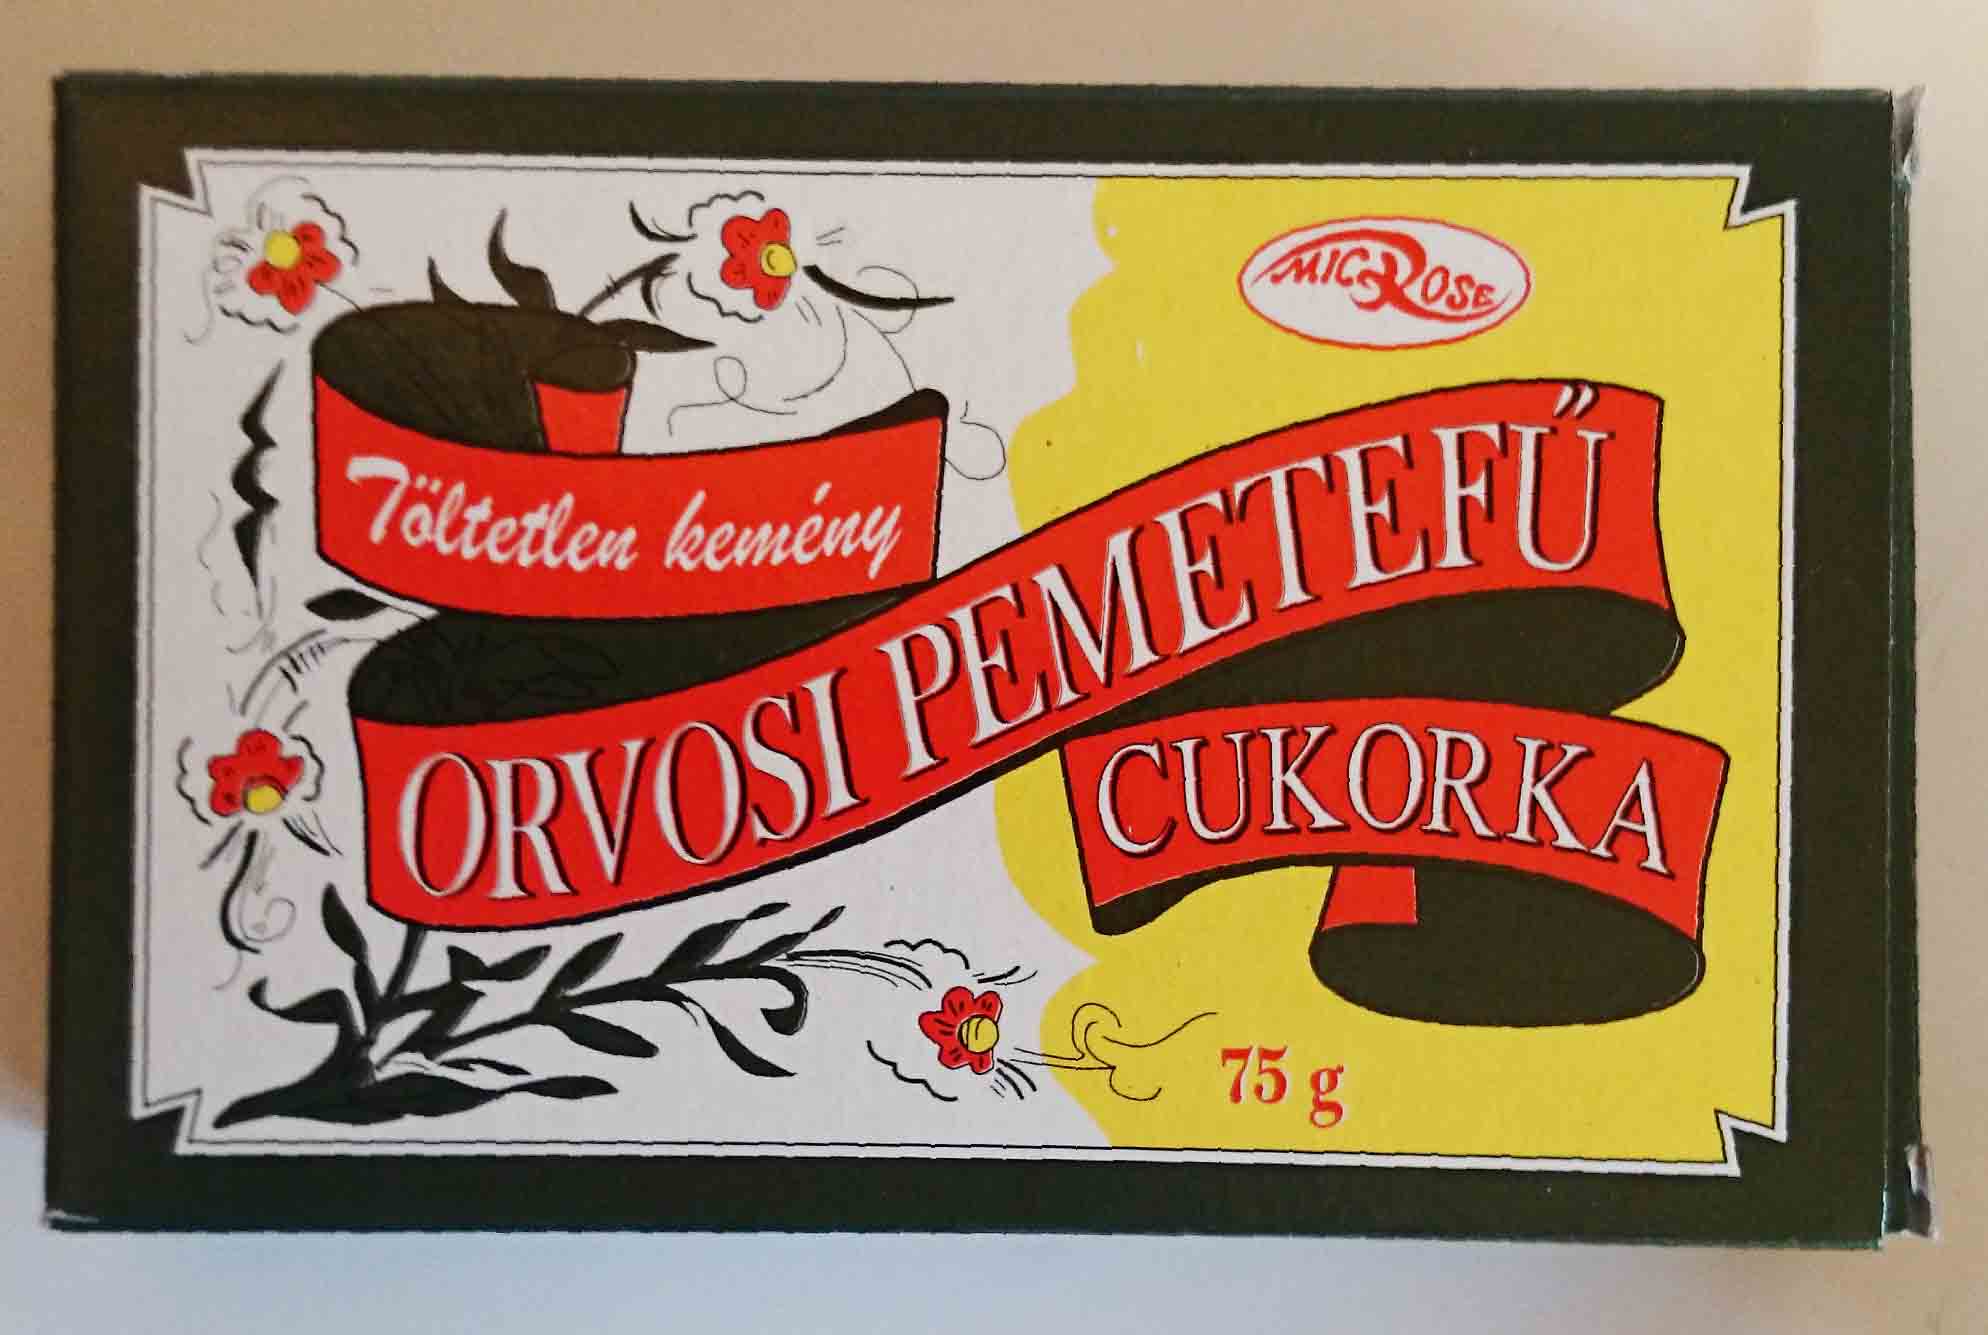 MICROSE
Töltetlen kemény
ORVOSI PEMETEFŰ
CUKORKA
75 g